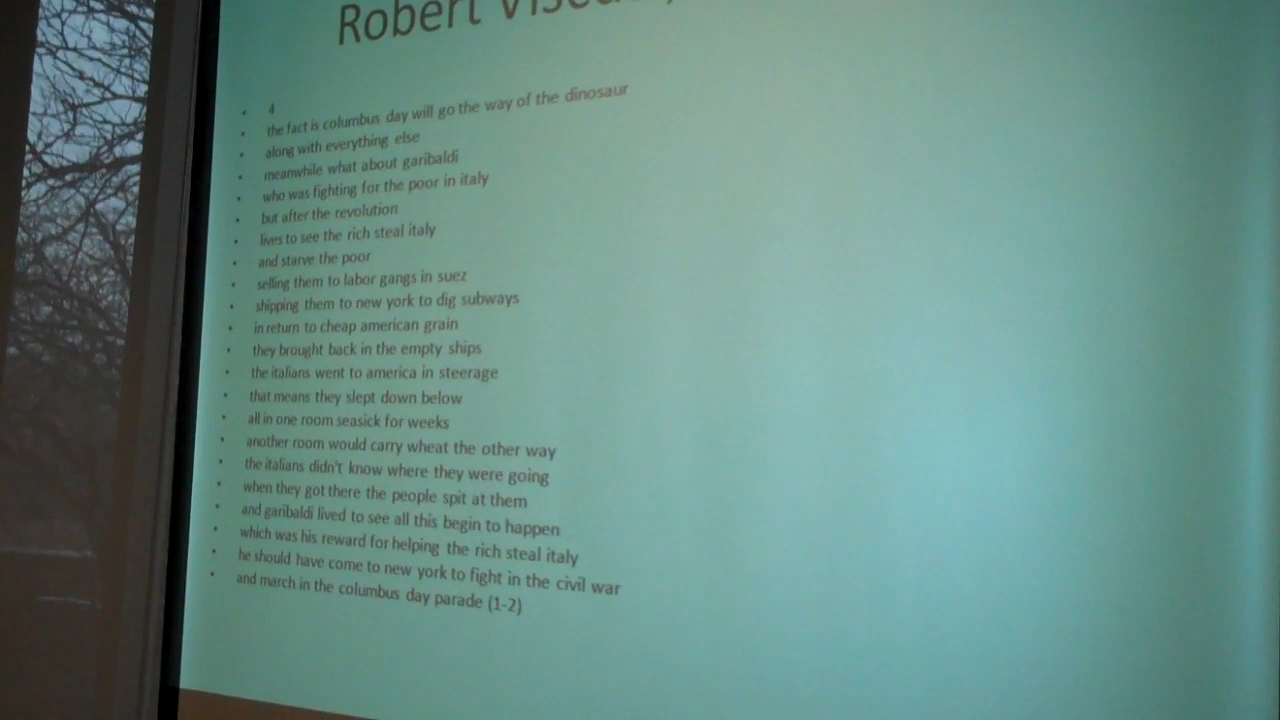 Robert
4
the fact is columbus day will go the way of the dinosaur
along with everything else
meanwhile what about garibaldi
who was fighting for the poor in italy
but after the revolution
lives to see the rich steal italy
and starve the poor
selling them to labor gangs in suez
shipping them to new york to dig subways
in return to cheap american grain
they brought back in the empty ships
the italians went to america in steerage
that means they slept down below
all in one room seasick for weeks
another room would carry wheat the other way
the italians didn't know where they were going
when they got there the people spit at them
and garibaldi lived to see all this begin to happen
which was his reward for helping the rich steal italy
he should have come to new york to fight in the civil war
and march in the columbus day parade (1-2)